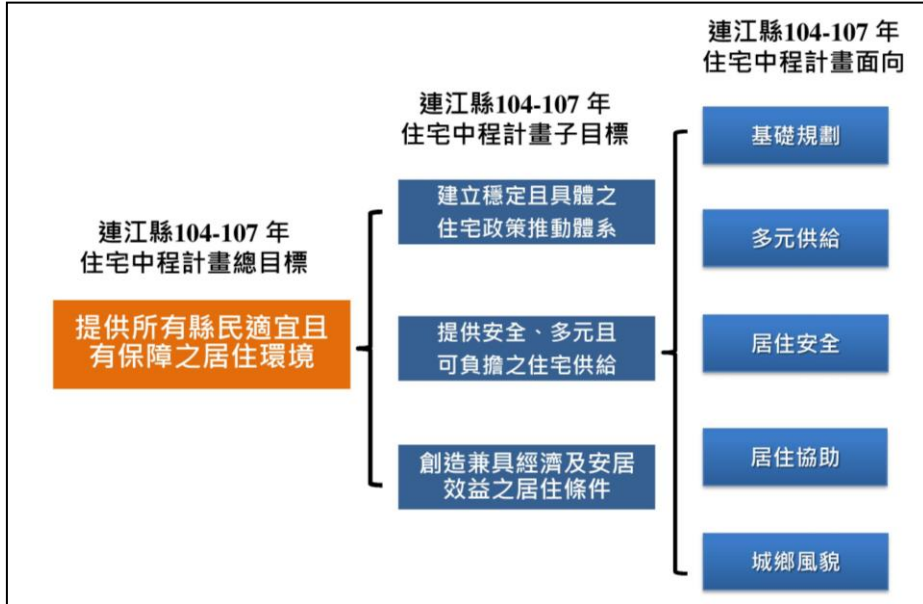 連江縣104-107 年
住宅中程計畫總目標
提供所有縣民適宜且
有保障之居住環境
連江縣104-107 年
住宅中程計畫子目標
建立穩定且具體之
住宅政策推動體系
提供安全、多元且
可負擔之住宅供給
創造兼具經濟及安居
效益之居住條件
連江縣104-107 年
住宅中程計畫面向
基礎規劃
多元供給
居住安全
居住協助
城鄉風貌